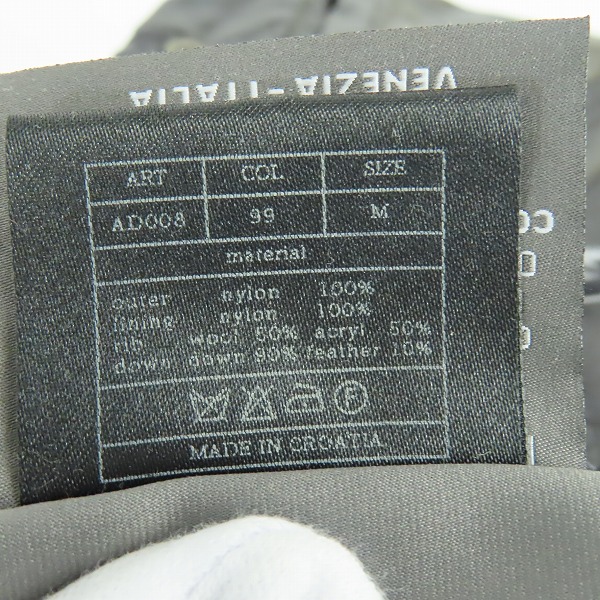 VENEZIA - ITALIA
ART COL. SIZE
AD008 99 M
material
outer nylon 100%
lining nylon 100%
rib wool 50% acryl 50%
down down 90% feather 10%
MADE IN CROATIA